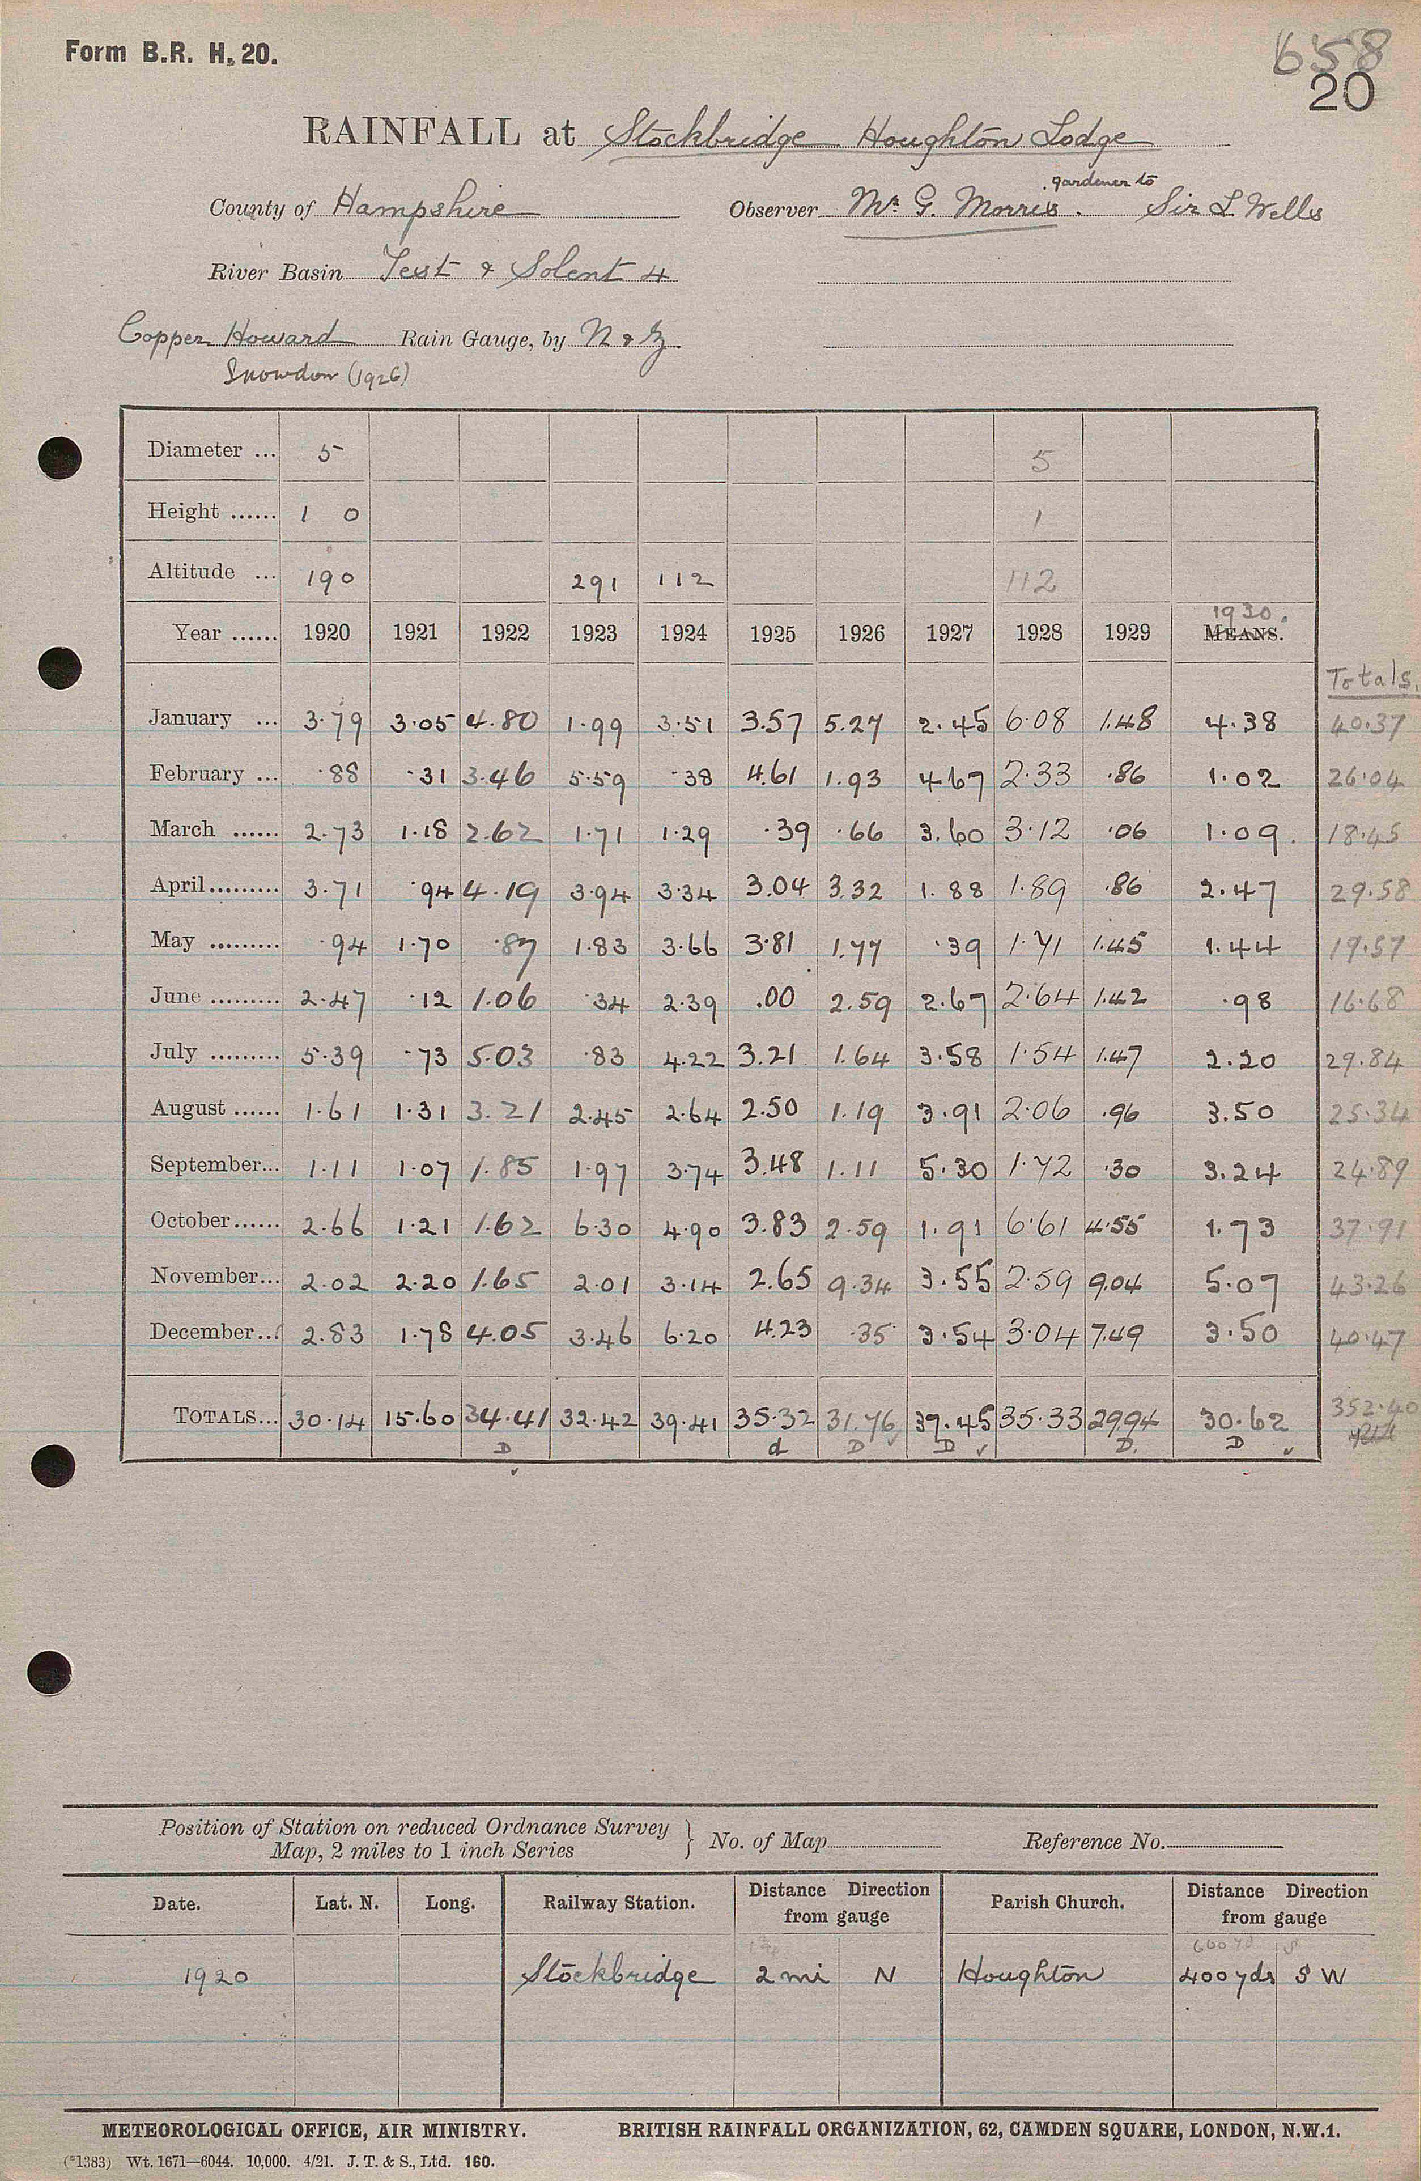 Form B.R. H. 20.
658
20
RAINFALL at Stockbridge Houghton Lodge
gardener to
County of Hampshire Observer Mr. G. Morris. Sir L Wells
River Basin Test & Solent 4
Copper Howard Rain Gauge, by N & Z
Snowdon (1926)
Diameter ... 5 5
Height ...... 1 0 1
Altitude ... 190 291 112 112
1930.
Year ...... 1920 1921 1922 1923 1924 1925 1926 1927 1928 1929 MEANS.
Totals.
January ... 3.79 3.05 4.80 1.99 3.51 3.57 5.27 2.45 6.08 1.48 4.38 40.37
February ... .88 .31 3.46 5.59 .38 4.61 1.93 4.67 2.33 .86 1.02 26.04
March ...... 2.73 1.18 2.62 1.71 1.29 .39 .66 3.60 3.12 .06 1.09. 18.45
April ......... 3.71 .94 4.19 3.94 3.34 3.04 3.32 1.88 1.89 .86 2.47 29.58
May ......... .94 1.70 .87 1.83 3.66 3.81 1.77 .39 1.71 1.45 1.44 19.57
June ......... 2.47 .12 1.06 .34 2.39 .00 2.59 2.67 2.64 1.42 .98 16.68
July ......... 5.39 .73 5.03 .83 4.22 3.21 1.64 3.58 1.54 1.47 2.20 29.84
August ...... 1.61 1.31 3.21 2.45 2.64 2.50 1.19 3.91 2.06 .96 3.50 25.34
September... 1.11 1.07 1.85 1.97 3.74 3.48 1.11 5.30 1.72 .30 3.24 24.89
October...... 2.66 1.21 1.62 6.30 4.90 3.83 2.59 1.91 6.61 4.55 1.73 37.91
November... 2.02 2.20 1.65 2.01 3.14 2.65 9.34 3.55 2.59 9.04 5.07 43.26
December... 2.83 1.78 4.05 3.46 6.20 4.23 .35 3.54 3.04 7.49 3.50 40.47
TOTALS... 30.14 15.60 34.41 32.42 39.41 35.32 31.76 37.45 35.33 29.94 30.62 352.40
D d D ✓ D ✓ D. D ✓
✓
Position of Station on reduced Ordnance Survey
Map, 2 miles to 1 inch Series } No. of Map Reference No.
Date. Lat. N. Long. Railway Station. Distance Direction from gauge Parish Church. Distance Direction from gauge
600 yd S
1920 Stockbridge 2 mi N Houghton 400 yds S W
METEOROLOGICAL OFFICE, AIR MINISTRY. BRITISH RAINFALL ORGANIZATION, 62, CAMDEN SQUARE, LONDON, N.W.1.
(*1383) Wt. 1671—6044. 10,000. 4/21. J. T. & S., Ltd. 160.